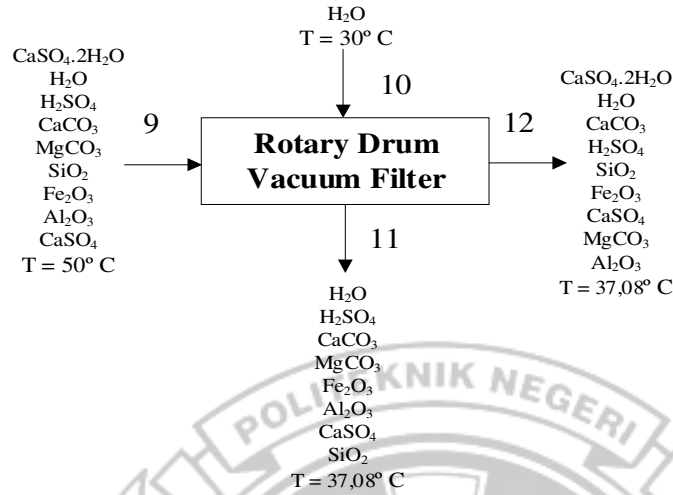 H₂O
T = 30º C
10
CaSO₄.2H₂O
H₂O
H₂SO₄
CaCO₃
MgCO₃
SiO₂
Fe₂O₃
Al₂O₃
CaSO₄
T = 50º C
9
Rotary Drum
Vacuum Filter
12
CaSO₄.2H₂O
H₂O
CaCO₃
H₂SO₄
SiO₂
Fe₂O₃
CaSO₄
MgCO₃
Al₂O₃
T = 37,08º C
11
H₂O
H₂SO₄
CaCO₃
MgCO₃
Fe₂O₃
Al₂O₃
CaSO₄
SiO₂
T = 37,08º C
POLITEKNIK NEGERI